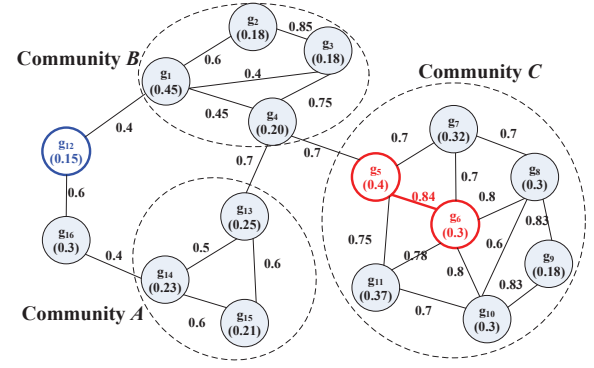 g2
(0.18)
0.85
g3
(0.18)
Community B
0.6
g1
(0.45)
0.4
Community C
0.45
0.75
g4
(0.20)
g7
(0.32)
0.4
0.7
0.7
g12
(0.15)
0.7
0.7
g5
(0.4)
0.7
g8
(0.3)
0.6
0.84
0.8
g13
(0.25)
g6
(0.3)
0.83
g16
(0.3)
0.5
0.75
0.6
0.4
0.6
0.78
g9
(0.18)
g14
(0.23)
0.8
g11
(0.37)
0.83
Community A
0.6
g15
(0.21)
0.7
g10
(0.3)